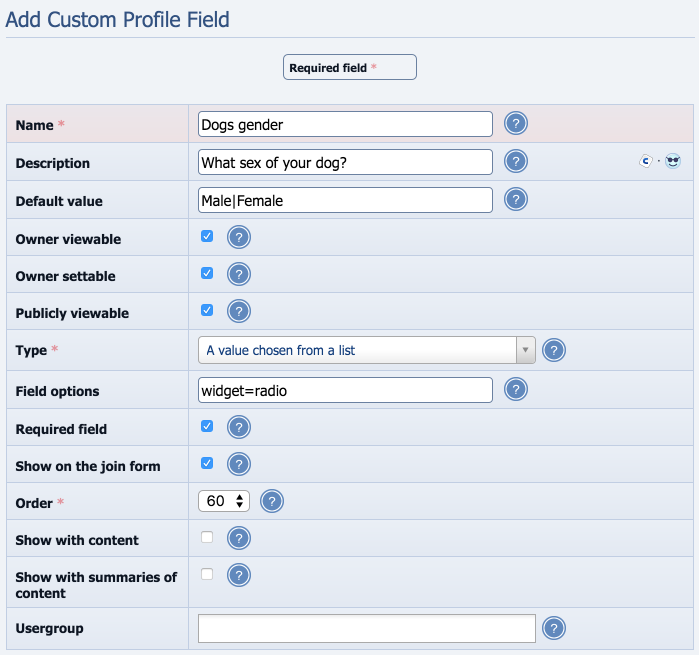 Add Custom Profile Field
Required field *
Name * Dogs gender ?
Description What sex of your dog? ? c ·
Default value Male|Female ?
Owner viewable ?
Owner settable ?
Publicly viewable ?
Type * A value chosen from a list ?
Field options widget=radio ?
Required field ?
Show on the join form ?
Order * 60 ?
Show with content ?
Show with summaries of
content ?
Usergroup ?